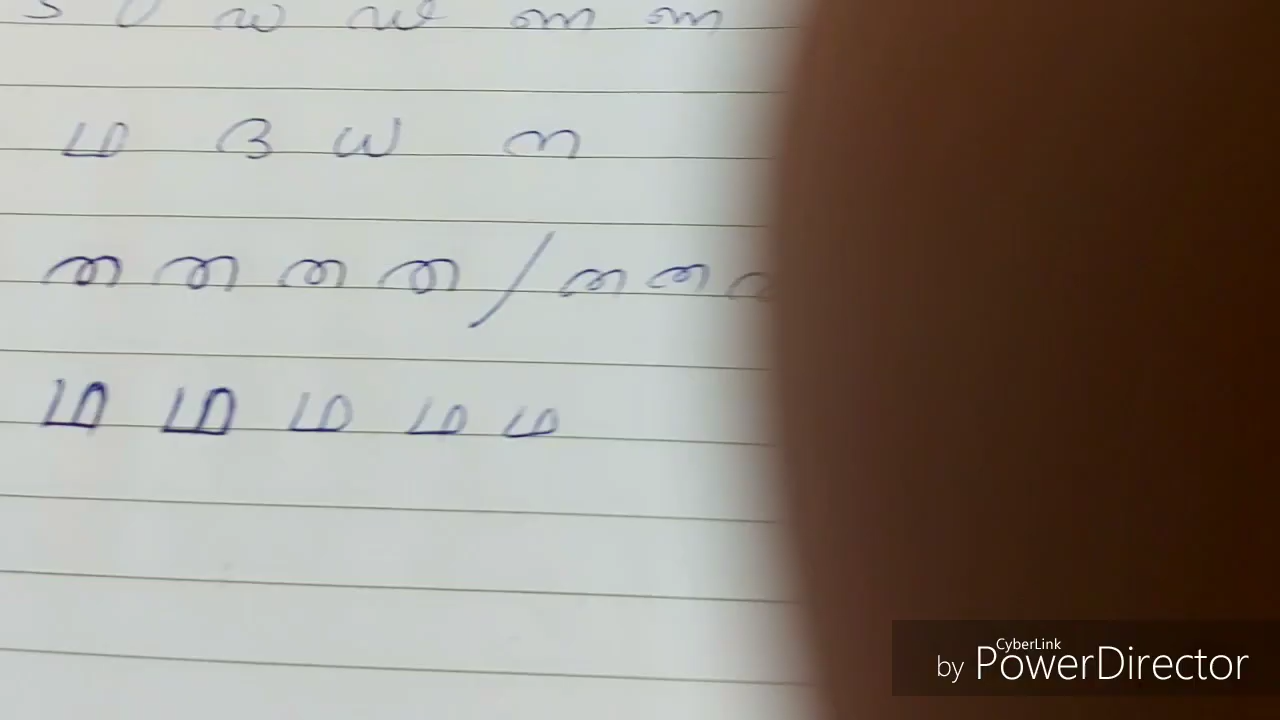 ട ഠ ഡ ഢ ണ ണ
ഥ ദ ധ ന
ത ത ത ത / ത ത
ഥ ഥ ഥ ഥ ഥ
by CyberLink PowerDirector